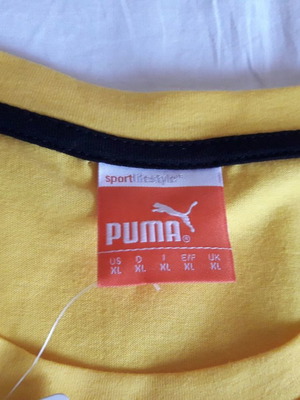 sportlifestyle®
PUMA®
US D I E/F UK
XL XL XL XL XL